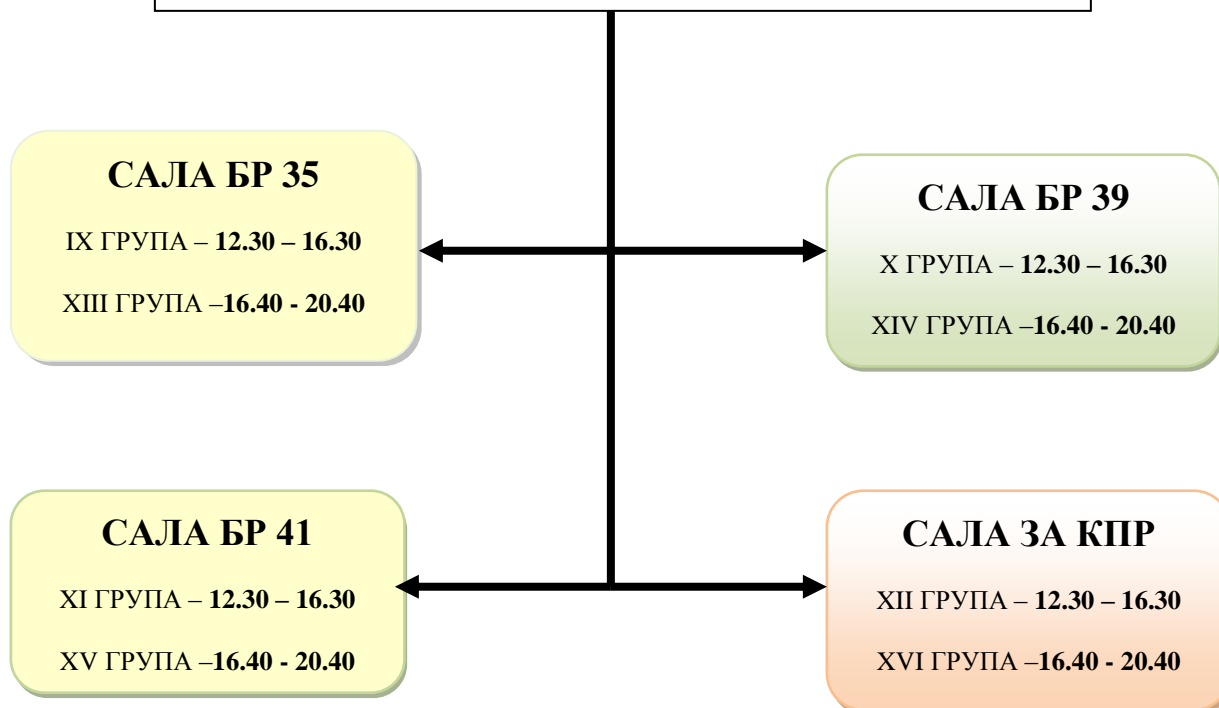 САЛА БР 35
IX ГРУПА – 12.30 – 16.30
XIII ГРУПА –16.40 - 20.40
САЛА БР 39
X ГРУПА – 12.30 – 16.30
XIV ГРУПА –16.40 - 20.40
САЛА БР 41
XI ГРУПА – 12.30 – 16.30
XV ГРУПА –16.40 - 20.40
САЛА ЗА КПР
XII ГРУПА – 12.30 – 16.30
XVI ГРУПА –16.40 - 20.40